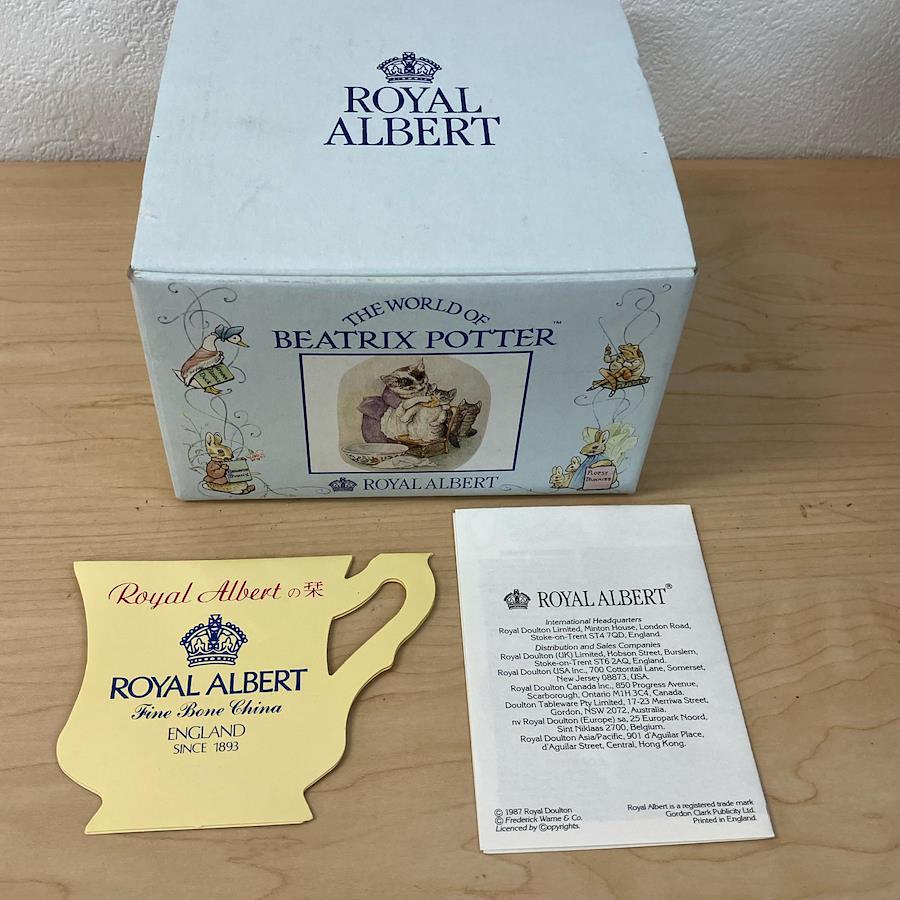 ROYAL
ALBERT
THE WORLD OF
BEATRIX POTTER™
FLOPSY
BUNNIES
ROYAL ALBERT
Royal Albertの栞
ROYAL ALBERT
Fine Bone China
ENGLAND
SINCE 1893
ROYAL ALBERT®
International Headquarters
Royal Doulton Limited, Minton House, London Road,
Stoke-on-Trent ST4 7QD, England.
Distribution and Sales Companies
Royal Doulton (UK) Limited, Hobson Street, Burslem,
Stoke-on-Trent ST6 2AQ, England.
Royal Doulton USA Inc., 700 Cottontail Lane, Somerset,
New Jersey 08873, USA.
Royal Doulton Canada Inc., 850 Progress Avenue,
Scarborough, Ontario M1H 3C4, Canada.
Doulton Tableware Pty Limited, 17-23 Merriwa Street,
Gordon, NSW 2072, Australia.
nv Royal Doulton (Europe) sa, 25 Europark Noord,
Sint Niklaas 2700, Belgium.
Royal Doulton Asia/Pacific, 901 d'Aguilar Place,
d'Aguilar Street, Central, Hong Kong.
© 1987 Royal Doulton
© Frederick Warne & Co.
Licenced by ©opyrights.
Royal Albert is a registered trade mark
Gordon Clark Publicity Ltd.
Printed in England.